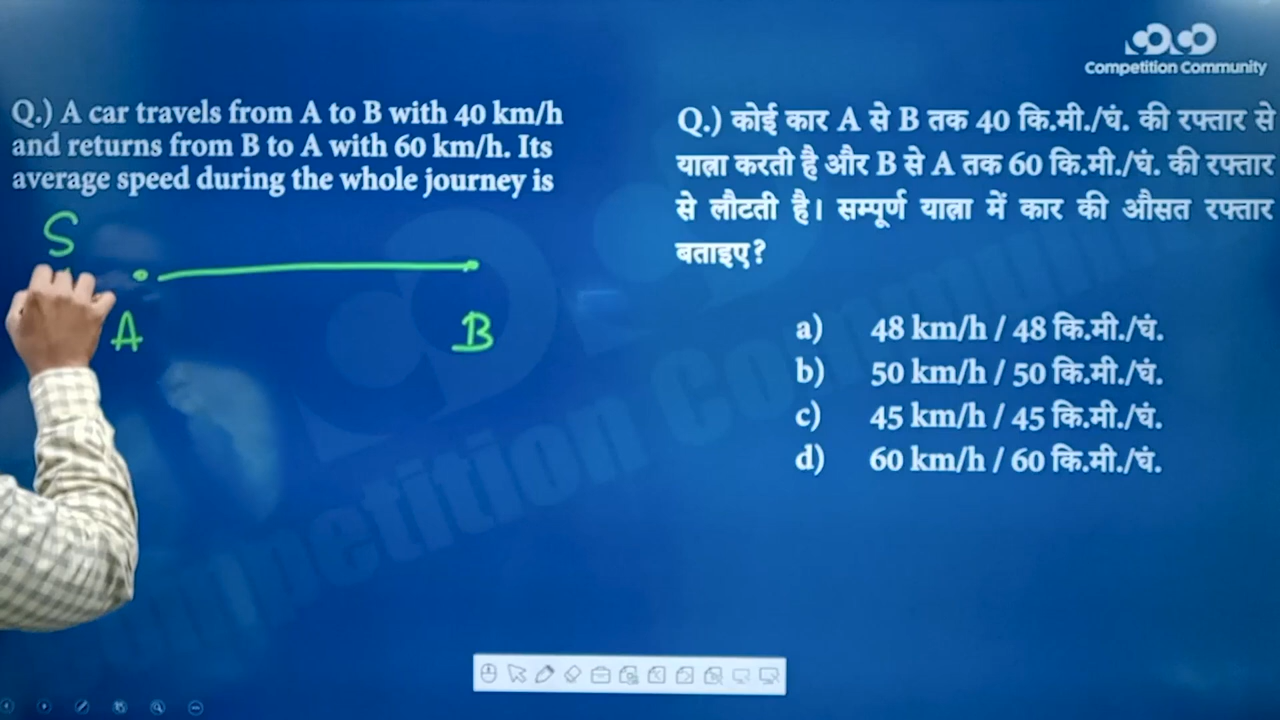 Competition Community
Q.) A car travels from A to B with 40 km/h
and returns from B to A with 60 km/h. Its
average speed during the whole journey is
Q.) कोई कार A से B तक 40 कि.मी./घं. की रफ्तार से
यात्रा करती है और B से A तक 60 कि.मी./घं. की रफ्तार
से लौटती है। सम्पूर्ण यात्रा में कार की औसत रफ्तार
बताइए?
S
A B
a) 48 km/h / 48 कि.मी./घं.
b) 50 km/h / 50 कि.मी./घं.
c) 45 km/h / 45 कि.मी./घं.
d) 60 km/h / 60 कि.मी./घं.
Competition Community